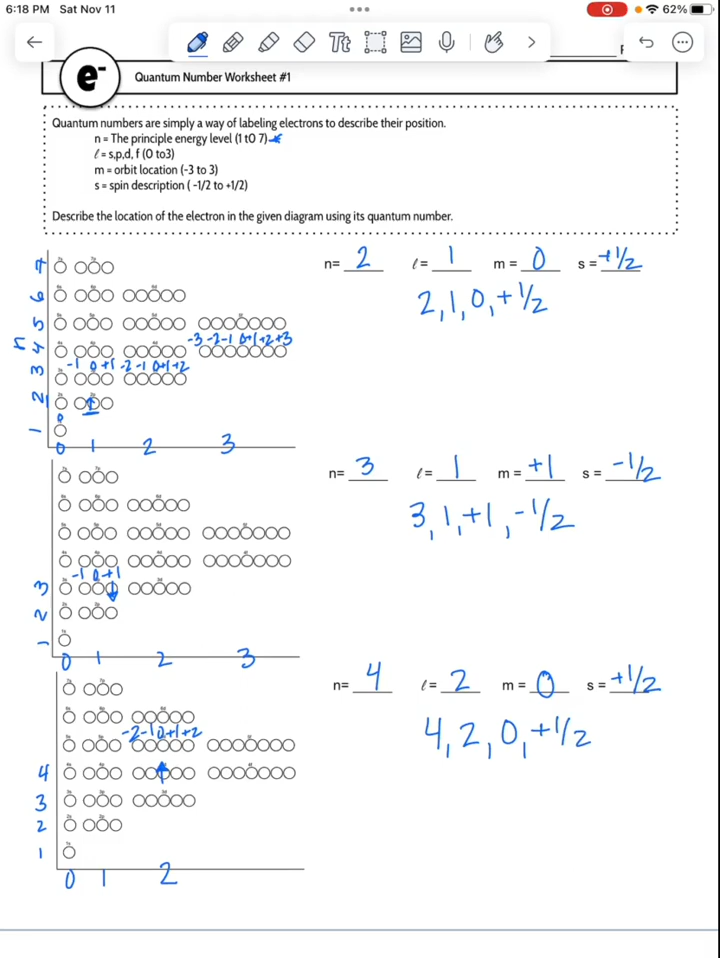 6:18 PM Sat Nov 11
62%
Tt
e-
Quantum Number Worksheet #1
Quantum numbers are simply a way of labeling electrons to describe their position.
n = The principle energy level (1 t0 7)
ℓ = s,p,d, f (0 to3)
m = orbit location (-3 to 3)
s = spin description ( -1/2 to +1/2)
Describe the location of the electron in the given diagram using its quantum number.
n= 2 ℓ = 1 m = 0 s = +1/2
2, 1, 0, +1/2
7
6
5
n
4 -3 -2 -1 0 +1 +2 +3
3 -1 0 +1 -2 -1 0 +1 +2
2
1 0
0 1 2 3
n= 3 ℓ = 1 m = +1 s = -1/2
3, 1, +1, -1/2
-1 0 +1
3
2
1
0 1 2 3
n= 4 ℓ = 2 m = 0 s = +1/2
4, 2, 0, +1/2
-2 -1 0 +1 +2
4
3
2
1
0 1 2